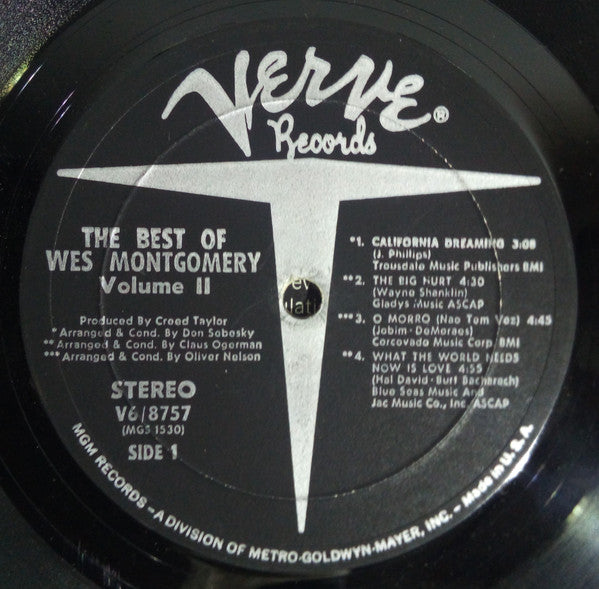 VERVE®
Records
THE BEST OF
WES MONTGOMERY
Volume II
Produced By Creed Taylor
*Arranged & Cond. By Don Sebesky
**Arranged & Cond. By Claus Ogerman
***Arranged & Cond. By Oliver Nelson
STEREO
V6/8757
(MGS 1530)
SIDE 1
*1. CALIFORNIA DREAMING 3:08
(J. Phillips)
Trousdale Music Publishers BMI
**2. THE BIG HURT 4:30
(Wayne Shanklin)
Gladys Music ASCAP
***3. O MORRO (Nao Tem Vez) 4:45
(Jobim-DeMoraes)
Corcovado Music Corp. BMI
**4. WHAT THE WORLD NEEDS
NOW IS LOVE 4:55
(Hal David-Burt Bacharach)
Blue Seas Music And
Jac Music Co., Inc. ASCAP
MGM RECORDS – A DIVISION OF METRO-GOLDWYN-MAYER, INC. – Made in U.S.A.